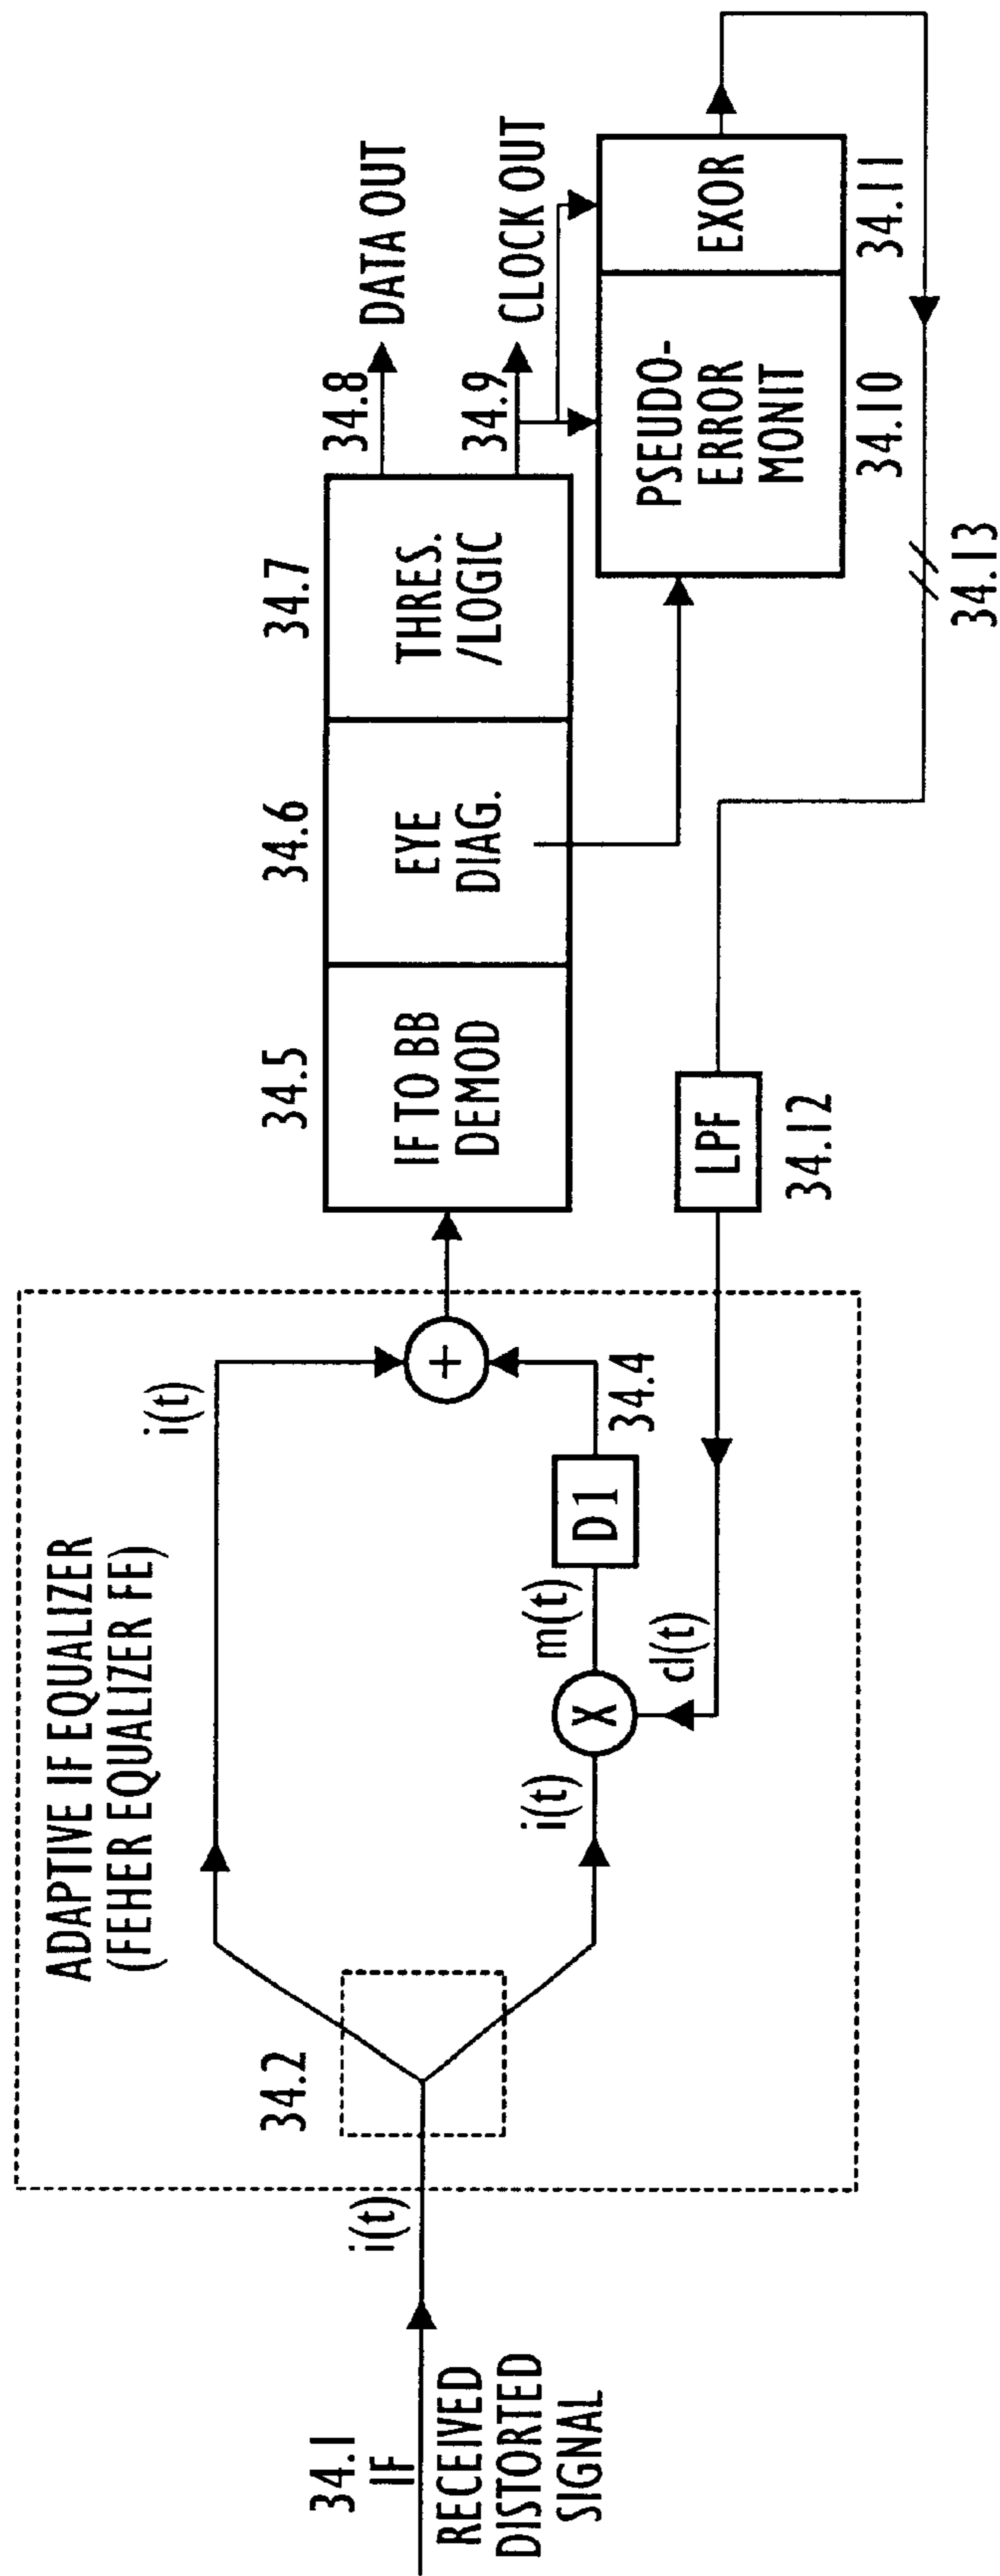 ADAPTIVE IF EQUALIZER
(FEHER EQUALIZER FE)
34.1
IF
RECEIVED
DISTORTED
SIGNAL
i(t)
34.2
i(t)
i(t)
X
m(t)
cl(t)
D1
34.4
+
34.5
IF TO BB
DEMOD
34.6
EYE
DIAG.
34.7
THRES.
/LOGIC
34.8
DATA OUT
34.9
CLOCK OUT
PSEUDO-
ERROR
MONIT
34.10
EXOR
34.11
LPF
34.12
34.13